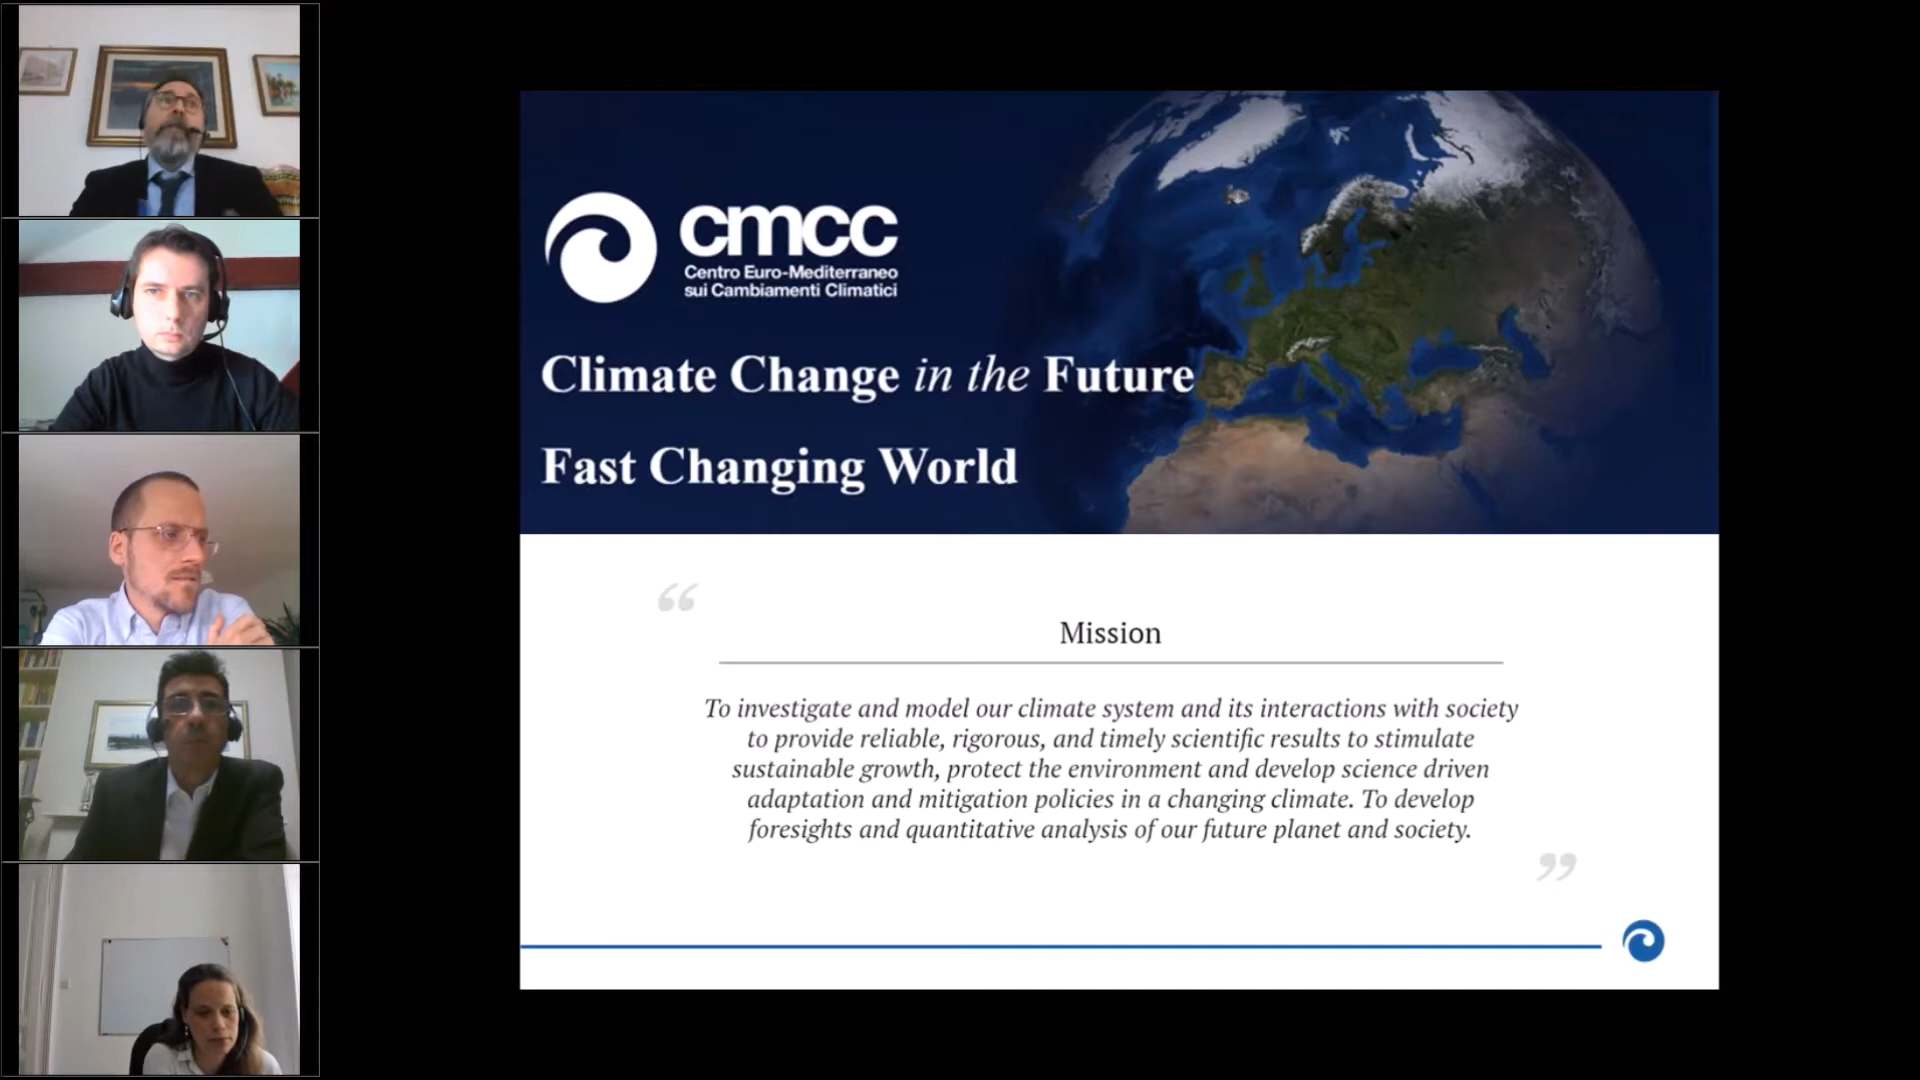 cmcc
Centro Euro-Mediterraneo
sui Cambiamenti Climatici
Climate Change in the Future
Fast Changing World
“
Mission
To investigate and model our climate system and its interactions with society
to provide reliable, rigorous, and timely scientific results to stimulate
sustainable growth, protect the environment and develop science driven
adaptation and mitigation policies in a changing climate. To develop
foresights and quantitative analysis of our future planet and society.
”